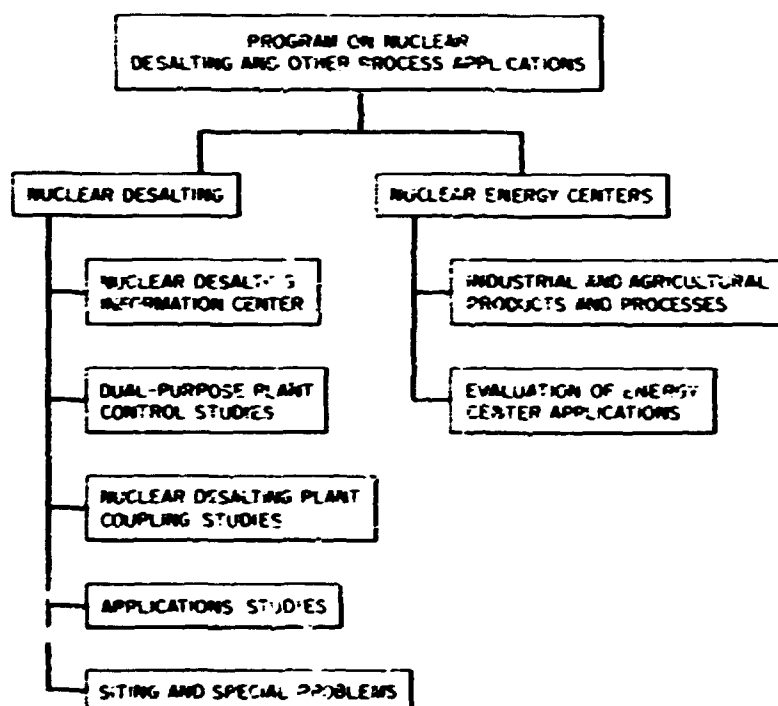 PROGRAM ON NUCLEAR
DESALTING AND OTHER PROCESS APPLICATIONS
NUCLEAR DESALTING
NUCLEAR ENERGY CENTERS
NUCLEAR DESALTING
INFORMATION CENTER
DUAL-PURPOSE PLANT
CONTROL STUDIES
NUCLEAR DESALTING PLANT
COUPLING STUDIES
APPLICATIONS STUDIES
SITING AND SPECIAL PROBLEMS
INDUSTRIAL AND AGRICULTURAL
PRODUCTS AND PROCESSES
EVALUATION OF ENERGY
CENTER APPLICATIONS